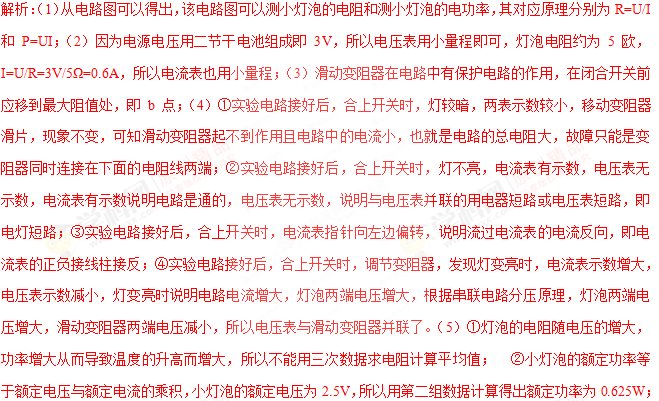 解析：（1）从电路图可以得出，该电路图可以测小灯泡的电阻和测小灯泡的电功率，其对应原理分别为 R=U/I
和 P=UI；（2）因为电源电压用二节干电池组成即 3V，所以电压表用小量程即可，灯泡电阻约为 5 欧，
I=U/R=3V/5Ω=0.6A，所以电流表也用小量程；（3）滑动变阻器在电路中有保护电路的作用，在闭合开关前
应移到最大阻值处，即 b 点；（4）①实验电路接好后，合上开关时，灯较暗，两表示数较小，移动变阻器
滑片，现象不变，可知滑动变阻器起不到作用且电路中的电流小，也就是电路的总电阻大，故障只能是变
阻器同时连接在下面的电阻线两端；②实验电路接好后，合上开关时，灯不亮，电流表有示数，电压表无
示数，电流表有示数说明电路是通的，电压表无示数，说明与电压表并联的用电器短路或电压表短路，即
电灯短路；③实验电路接好后，合上开关时，电流表指针向左边偏转，说明流过电流表的电流反向，即电
流表的正负接线柱接反；④实验电路接好后，合上开关时，调节变阻器，发现灯变亮时，电流表示数增大，
电压表示数减小，灯变亮时说明电路电流增大，灯泡两端电压增大，根据串联电路分压原理，灯泡两端电
压增大，滑动变阻器两端电压减小，所以电压表与滑动变阻器并联了。（5）①灯泡的电阻随电压的增大，
功率增大从而导致温度的升高而增大，所以不能用三次数据求电阻计算平均值； ②小灯泡的额定功率等
于额定电压与额定电流的乘积，小灯泡的额定电压为 2.5V，所以用第二组数据计算得出额定功率为 0.625W；